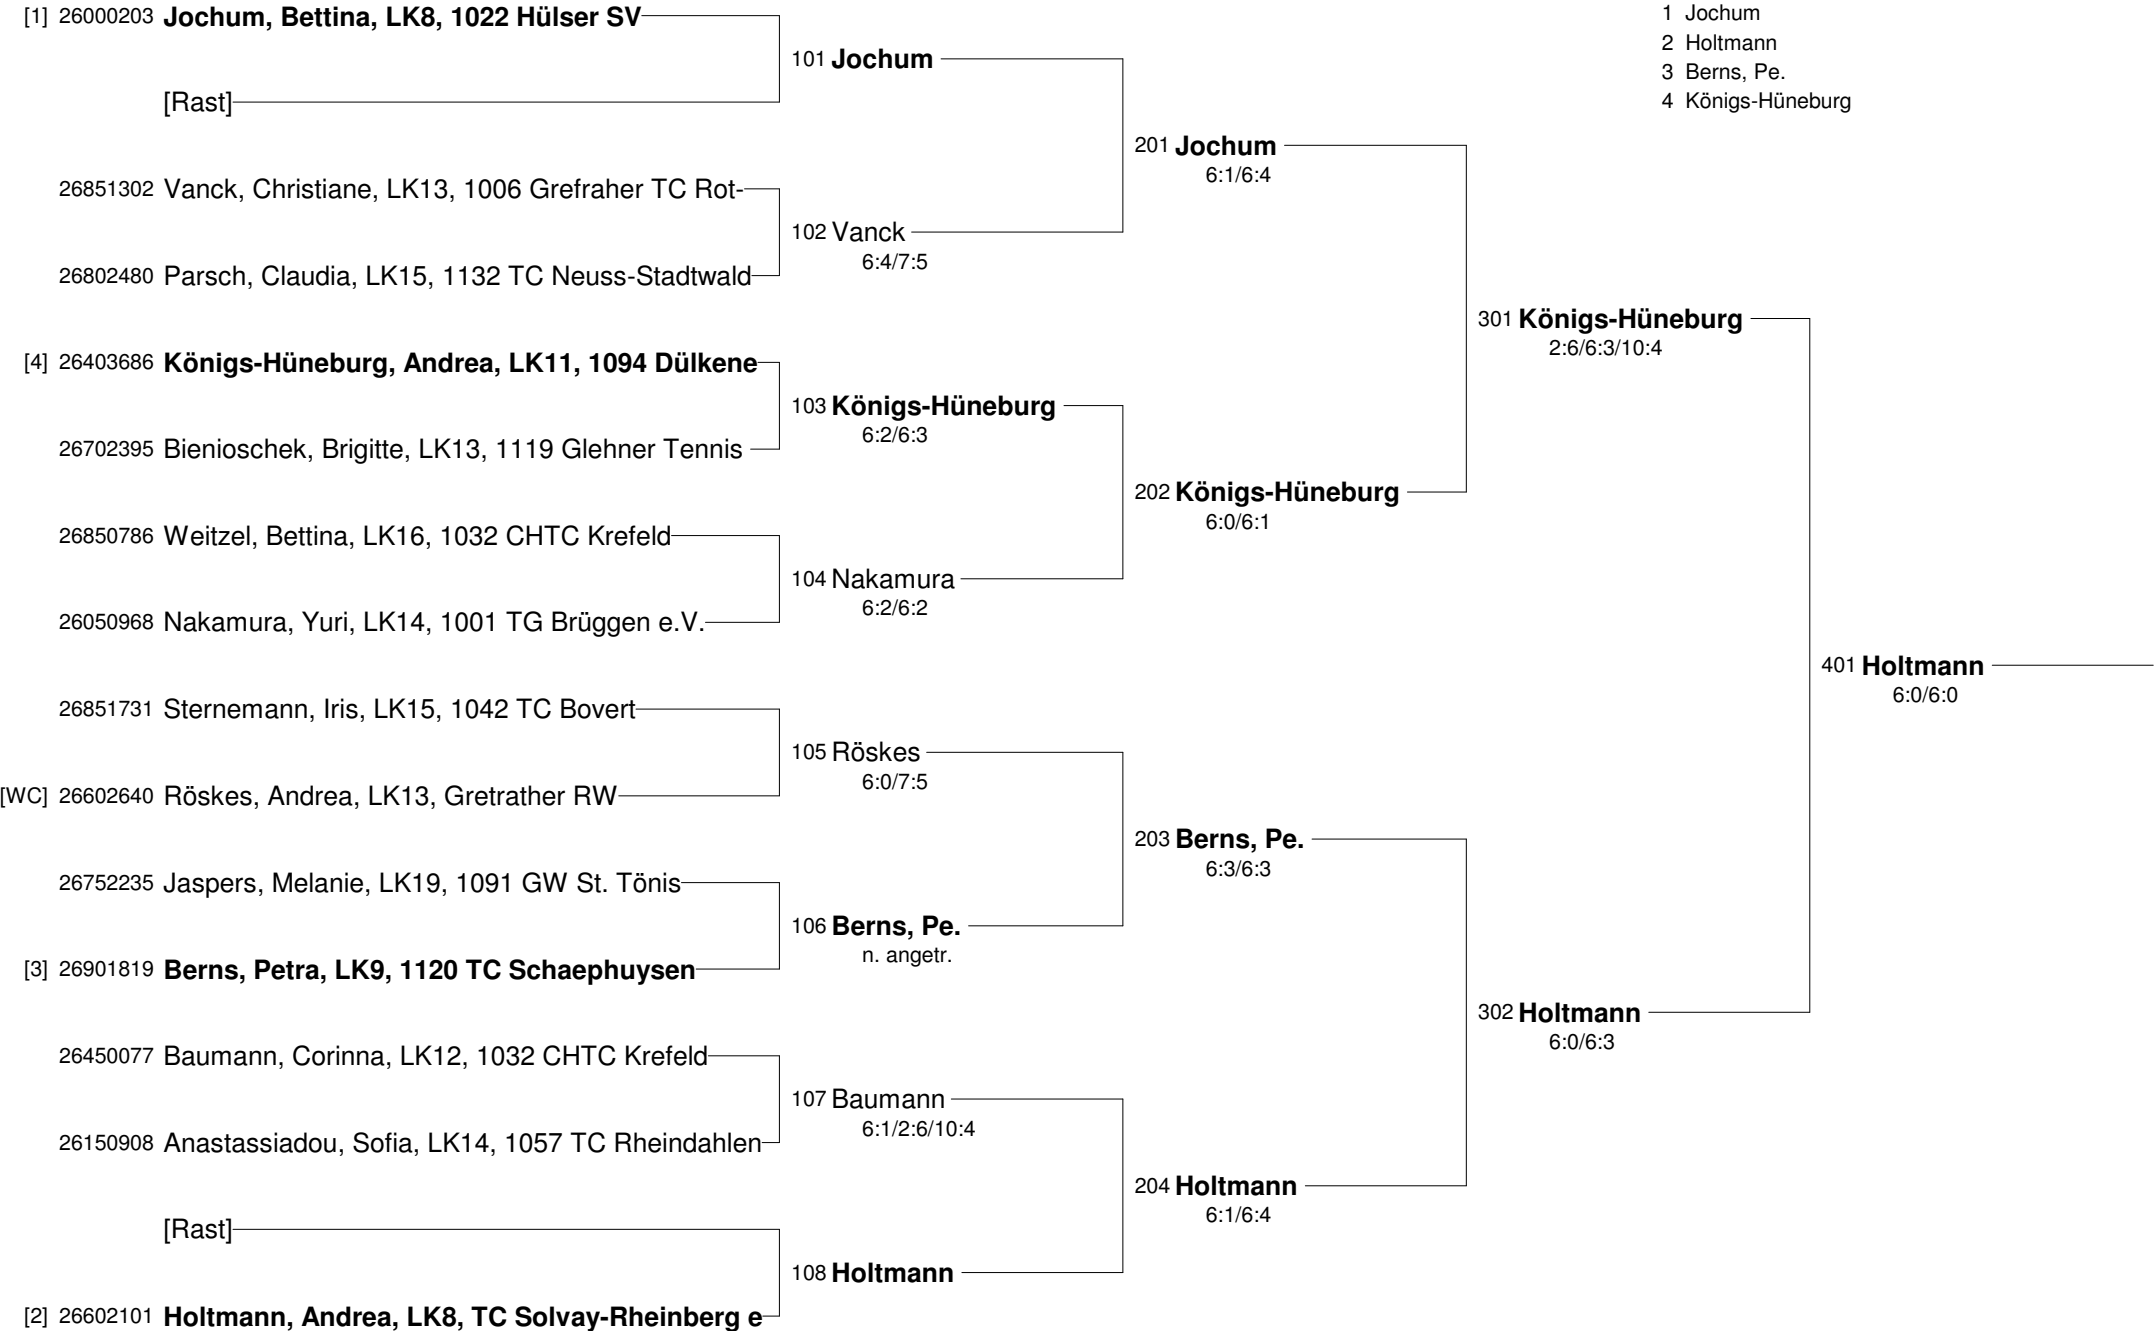 [1] 26000203 Jochum, Bettina, LK8, 1022 Hülser SV
[Rast]
26851302 Vanck, Christiane, LK13, 1006 Grefraher TC Rot-
26802480 Parsch, Claudia, LK15, 1132 TC Neuss-Stadtwald
[4] 26403686 Königs-Hüneburg, Andrea, LK11, 1094 Dülkene
26702395 Bienioschek, Brigitte, LK13, 1119 Glehner Tennis
26850786 Weitzel, Bettina, LK16, 1032 CHTC Krefeld
26050968 Nakamura, Yuri, LK14, 1001 TG Brüggen e.V.
26851731 Sternemann, Iris, LK15, 1042 TC Bovert
[WC] 26602640 Röskes, Andrea, LK13, Gretrather RW
26752235 Jaspers, Melanie, LK19, 1091 GW St. Tönis
[3] 26901819 Berns, Petra, LK9, 1120 TC Schaephuysen
26450077 Baumann, Corinna, LK12, 1032 CHTC Krefeld
26150908 Anastassiadou, Sofia, LK14, 1057 TC Rheindahlen
[Rast]
[2] 26602101 Holtmann, Andrea, LK8, TC Solvay-Rheinberg e
101 Jochum
102 Vanck
6:4/7:5
103 Königs-Hüneburg
6:2/6:3
104 Nakamura
6:2/6:2
105 Röskes
6:0/7:5
106 Berns, Pe.
n. angetr.
107 Baumann
6:1/2:6/10:4
108 Holtmann
201 Jochum
6:1/6:4
202 Königs-Hüneburg
6:0/6:1
203 Berns, Pe.
6:3/6:3
204 Holtmann
6:1/6:4
301 Königs-Hüneburg
2:6/6:3/10:4
302 Holtmann
6:0/6:3
401 Holtmann
6:0/6:0
1 Jochum
2 Holtmann
3 Berns, Pe.
4 Königs-Hüneburg